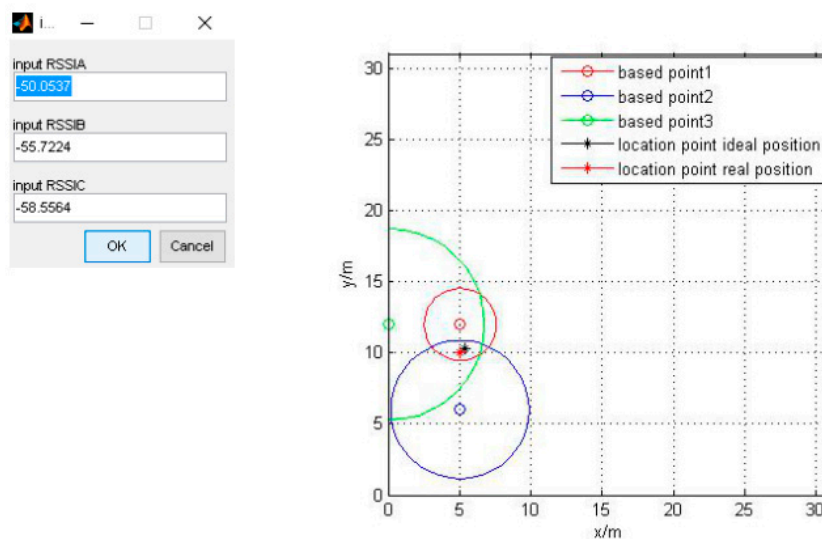 i...
input RSSIA
-50.0537
input RSSIB
-55.7224
input RSSIC
-58.5564
OK
Cancel
based point1
based point2
based point3
location point ideal position
location point real position
30
25
20
15
10
5
0
y/m
0
5
10
15
20
25
30
x/m